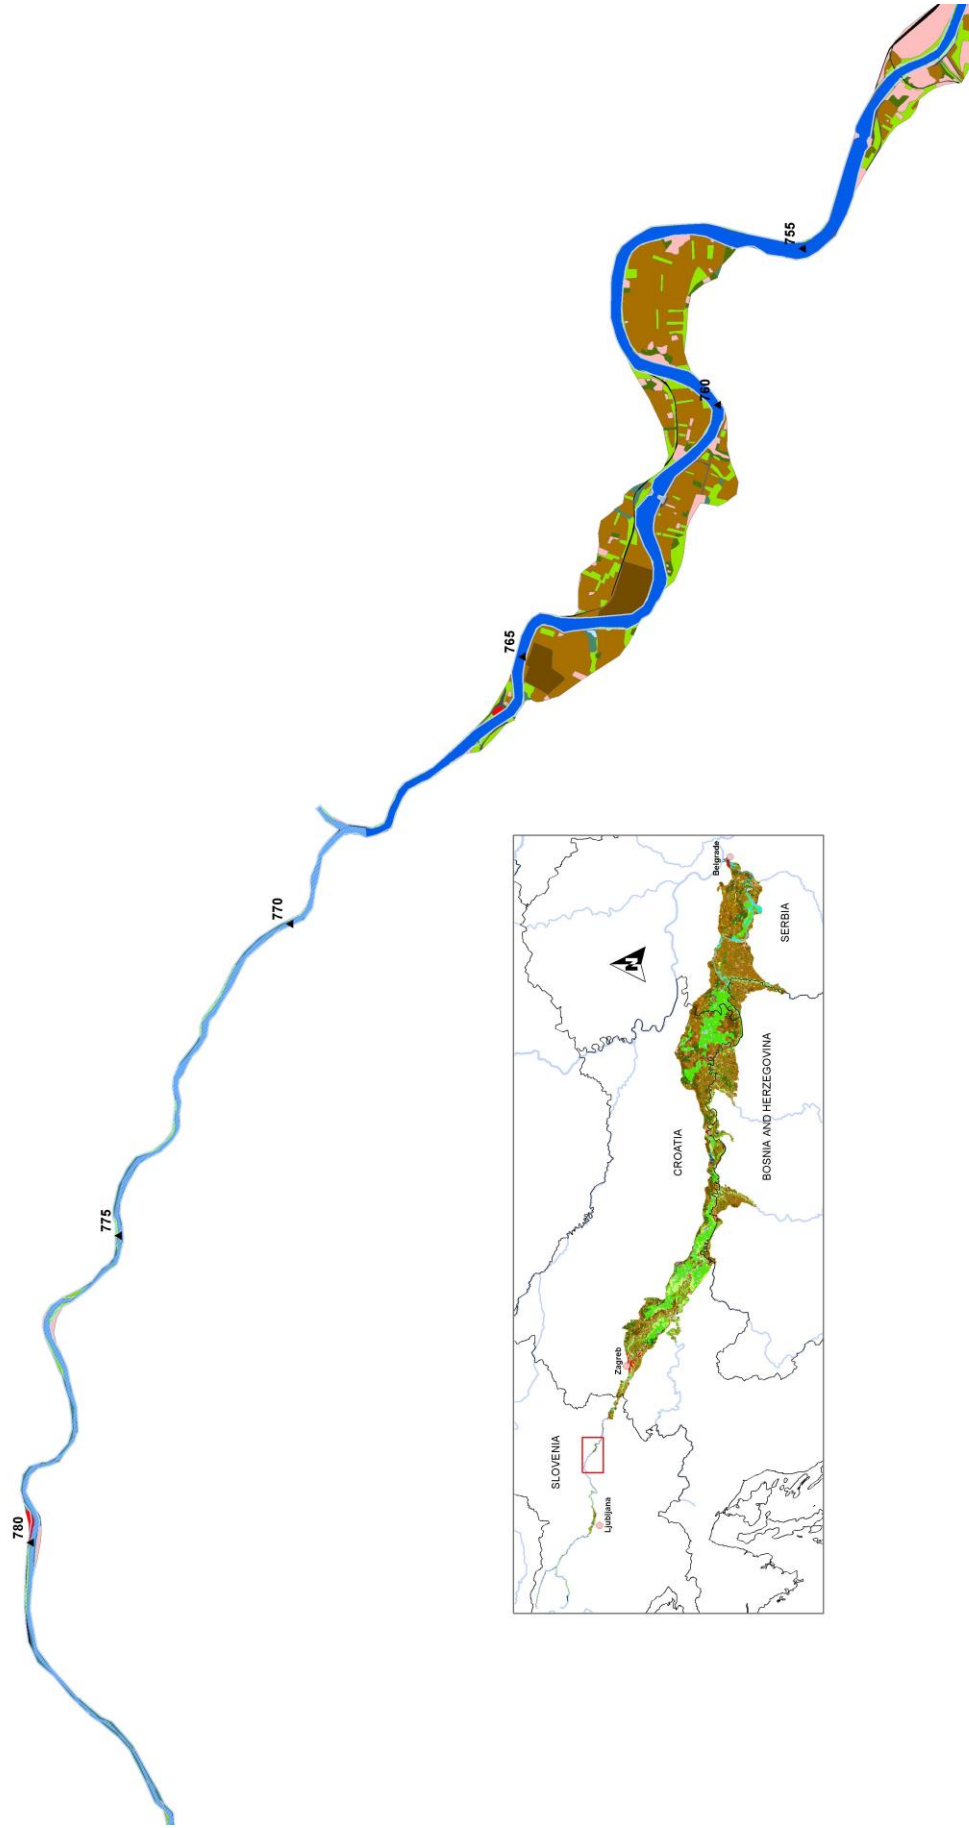 780
775
770
765
760
755
SLOVENIA
Ljubljana
Zagreb
CROATIA
BOSNIA AND HERZEGOVINA
SERBIA
Belgrade
N